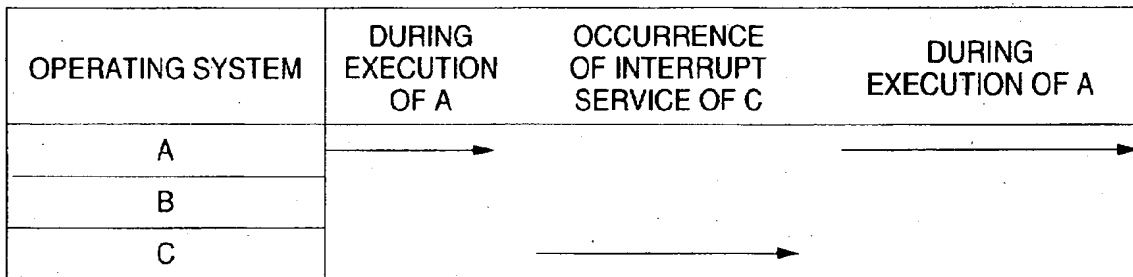 OPERATING SYSTEM
DURING
EXECUTION
OF A
OCCURRENCE
OF INTERRUPT
SERVICE OF C
DURING
EXECUTION OF A
A
B
C